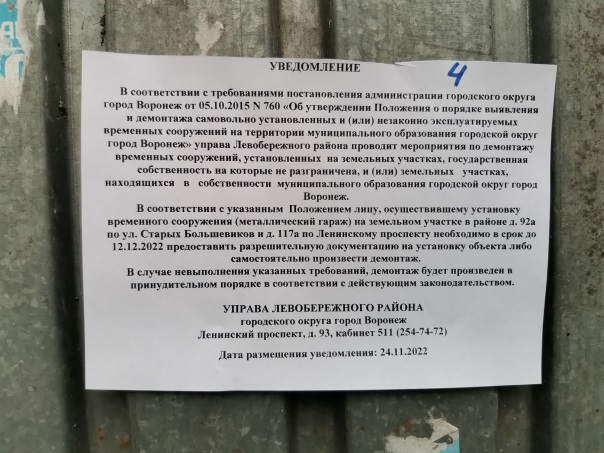 УВЕДОМЛЕНИЕ
4
В соответствии с требованиями постановления администрации городского округа
город Воронеж от 05.10.2015 N 760 «Об утверждении Положения о порядке выявления
и демонтажа самовольно установленных и (или) незаконно эксплуатируемых
временных сооружений на территории муниципального образования городской округ
город Воронеж» управа Левобережного района проводит мероприятия по демонтажу
временных сооружений, установленных на земельных участках, государственная
собственность на которые не разграничена, и (или) земельных участках,
находящихся в собственности муниципального образования городской округ город
Воронеж.
В соответствии с указанным Положением лицу, осуществившему установку
временного сооружения (металлический гараж) на земельном участке в районе д. 92а
по ул. Старых Большевиков и д. 117а по Ленинскому проспекту необходимо в срок до
12.12.2022 предоставить разрешительную документацию на установку объекта либо
самостоятельно произвести демонтаж.
В случае невыполнения указанных требований, демонтаж будет произведен в
принудительном порядке в соответствии с действующим законодательством.
УПРАВА ЛЕВОБЕРЕЖНОГО РАЙОНА
городского округа город Воронеж
Ленинский проспект, д. 93, кабинет 511 (254-74-72)
Дата размещения уведомления: 24.11.2022